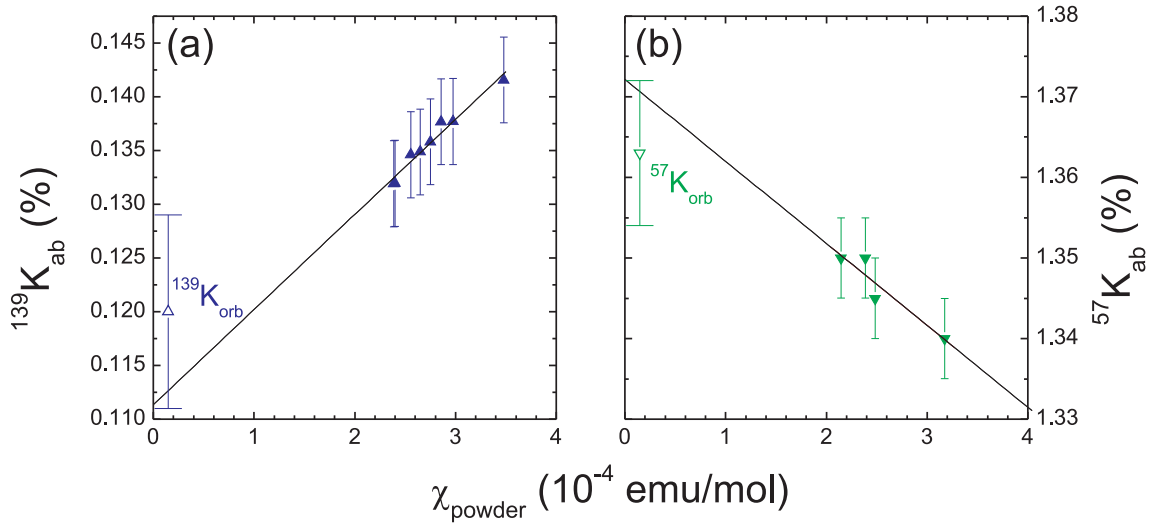 (a)
0.145
0.140
0.135
0.130
0.125
0.120
0.115
0.110
¹³⁹K_ab (%)
¹³⁹K_orb
0 1 2 3 4
(b)
⁵⁷K_orb
0 1 2 3 4
1.38
1.37
1.36
1.35
1.34
1.33
⁵⁷K_ab (%)
χ_powder (10⁻⁴ emu/mol)